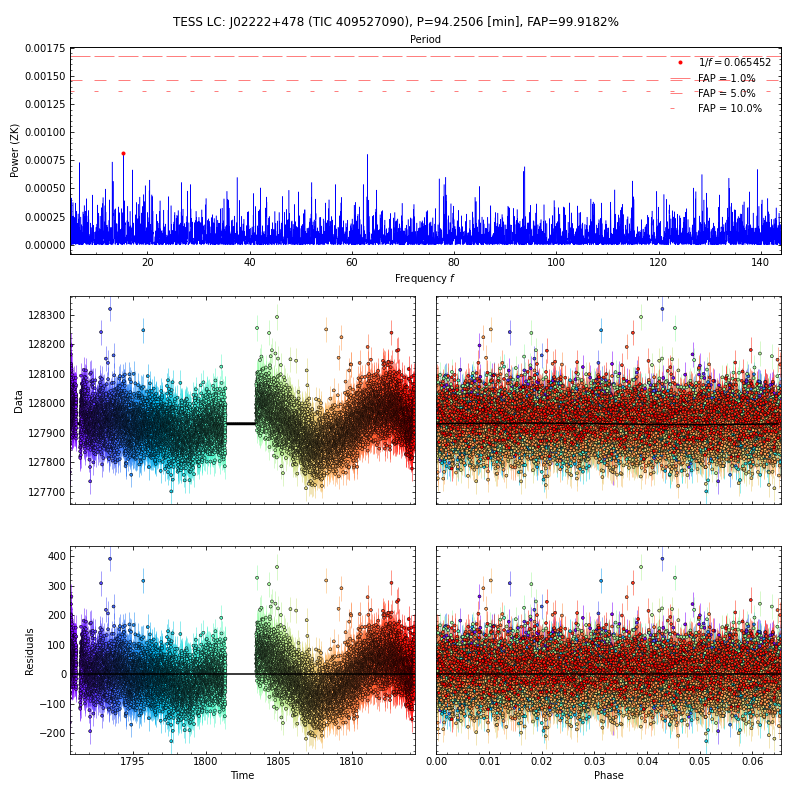 TESS LC: J02222+478 (TIC 409527090), P=94.2506 [min], FAP=99.9182%
Period
0.00175
0.00150
0.00125
0.00100
0.00075
0.00050
0.00025
0.00000
Power (ZK)
1/f = 0.065452
FAP = 1.0%
FAP = 5.0%
FAP = 10.0%
20 40 60 80 100 120 140
Frequency f
128300
128200
128100
128000
127900
127800
127700
Data
400
300
200
100
0
−100
−200
Residuals
1795 1800 1805 1810
Time
0.00 0.01 0.02 0.03 0.04 0.05 0.06
Phase